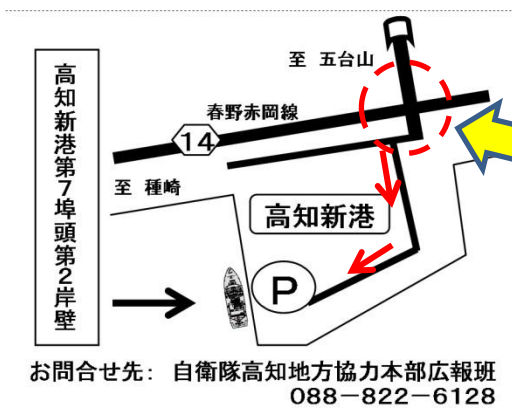 至 五台山
春野赤岡線
14
至 種崎
高知新港
P
高知新港第7埠頭第2岸壁
お問合せ先: 自衛隊高知地方協力本部広報班
088-822-6128